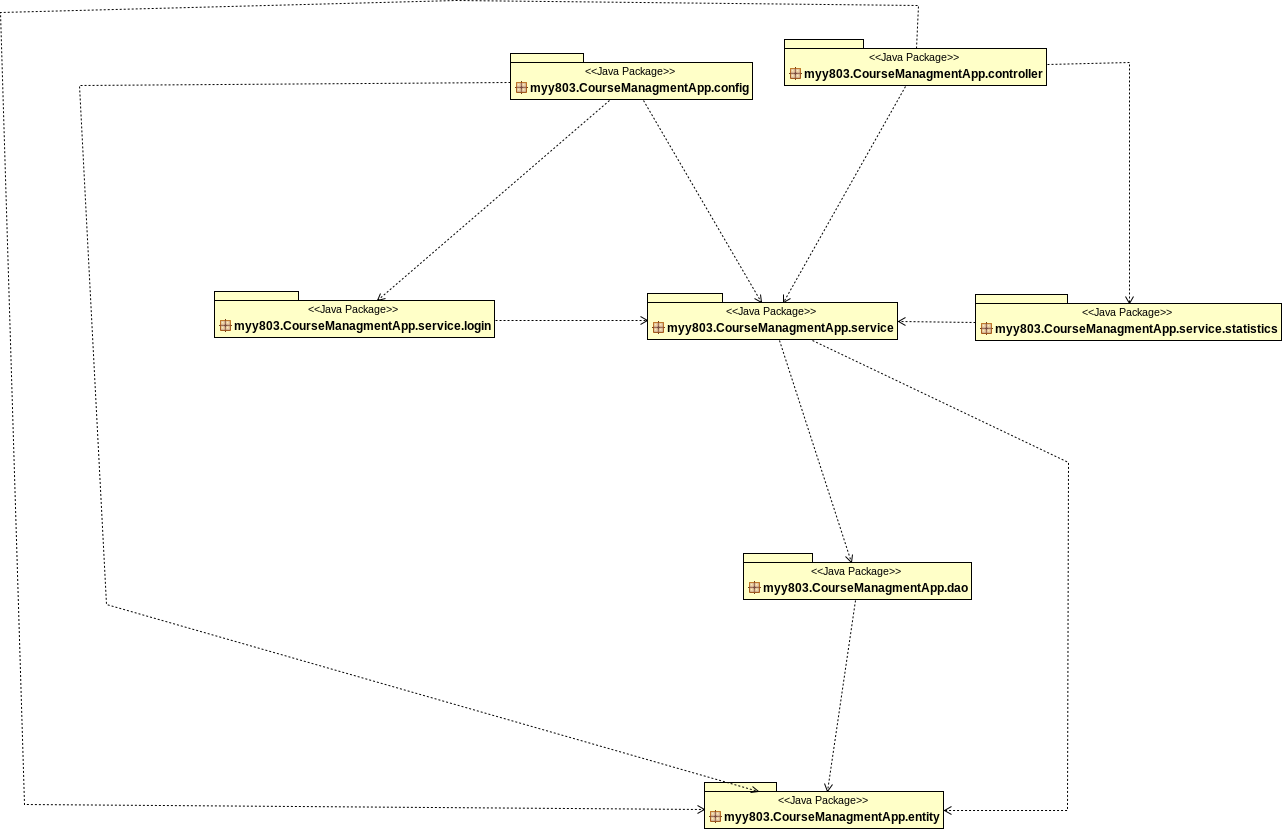 <<Java Package>>
myy803.CourseManagmentApp.controller
<<Java Package>>
myy803.CourseManagmentApp.config
<<Java Package>>
myy803.CourseManagmentApp.service.login
<<Java Package>>
myy803.CourseManagmentApp.service
<<Java Package>>
myy803.CourseManagmentApp.service.statistics
<<Java Package>>
myy803.CourseManagmentApp.dao
<<Java Package>>
myy803.CourseManagmentApp.entity